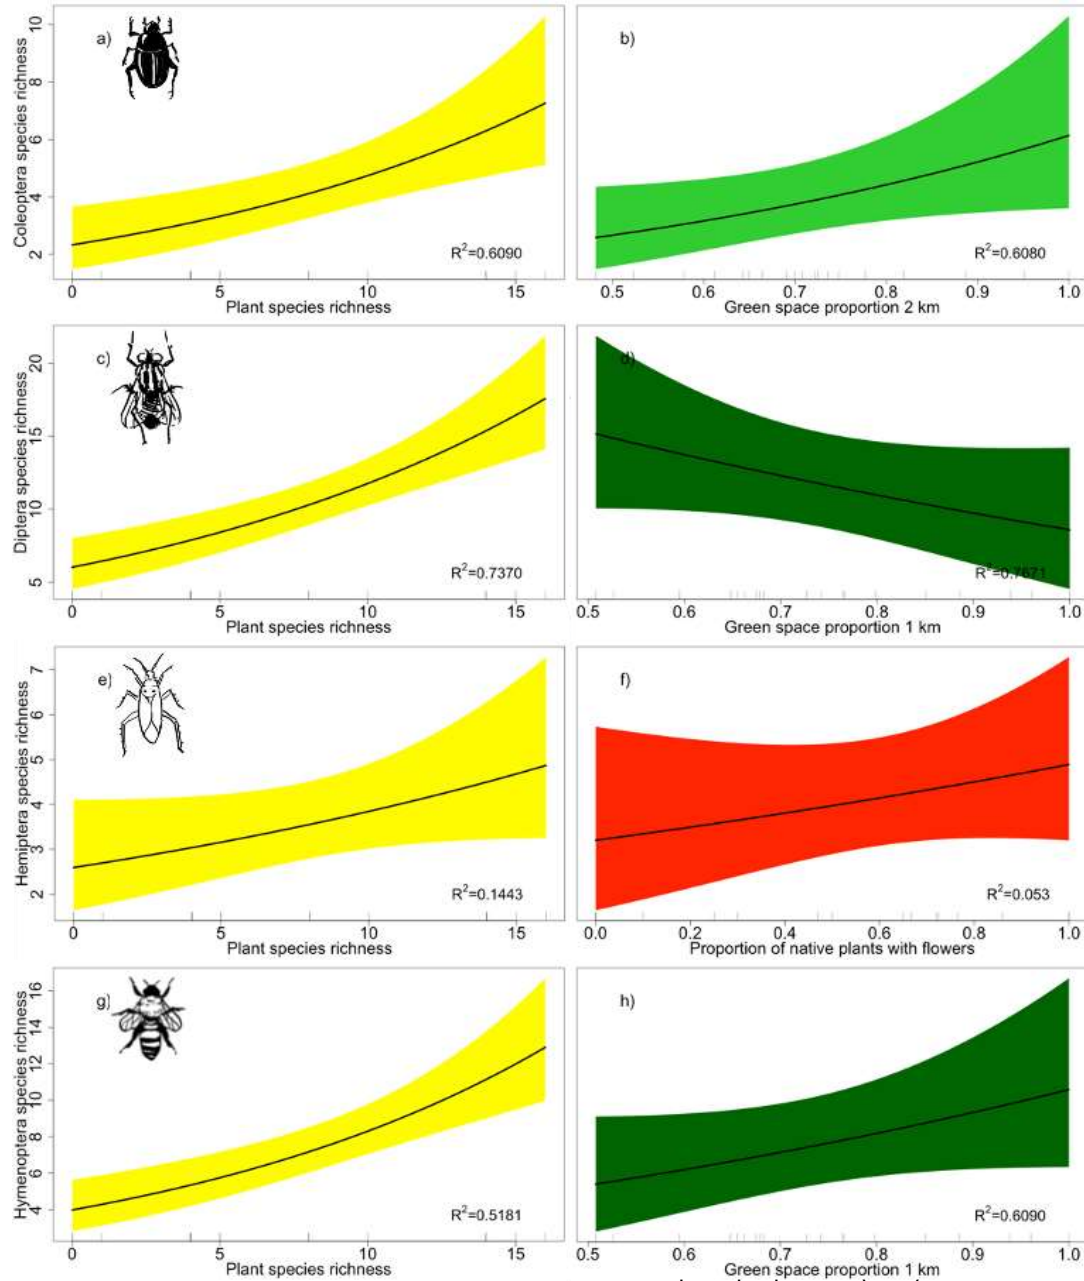 a)
Coleoptera species richness
10
8
6
4
2
R²=0.6090
0 5 10 15
Plant species richness
b)
R²=0.6080
0.5 0.6 0.7 0.8 0.9 1.0
Green space proportion 2 km
c)
Diptera species richness
20
15
10
5
R²=0.7370
0 5 10 15
Plant species richness
d)
R²=0.7671
0.5 0.6 0.7 0.8 0.9 1.0
Green space proportion 1 km
e)
Hemiptera species richness
7
6
5
4
3
2
R²=0.1443
0 5 10 15
Plant species richness
f)
R²=0.053
0.0 0.2 0.4 0.6 0.8 1.0
Proportion of native plants with flowers
g)
Hymenoptera species richness
16
14
12
10
8
6
4
R²=0.5181
0 5 10 15
Plant species richness
h)
R²=0.6090
0.5 0.6 0.7 0.8 0.9 1.0
Green space proportion 1 km